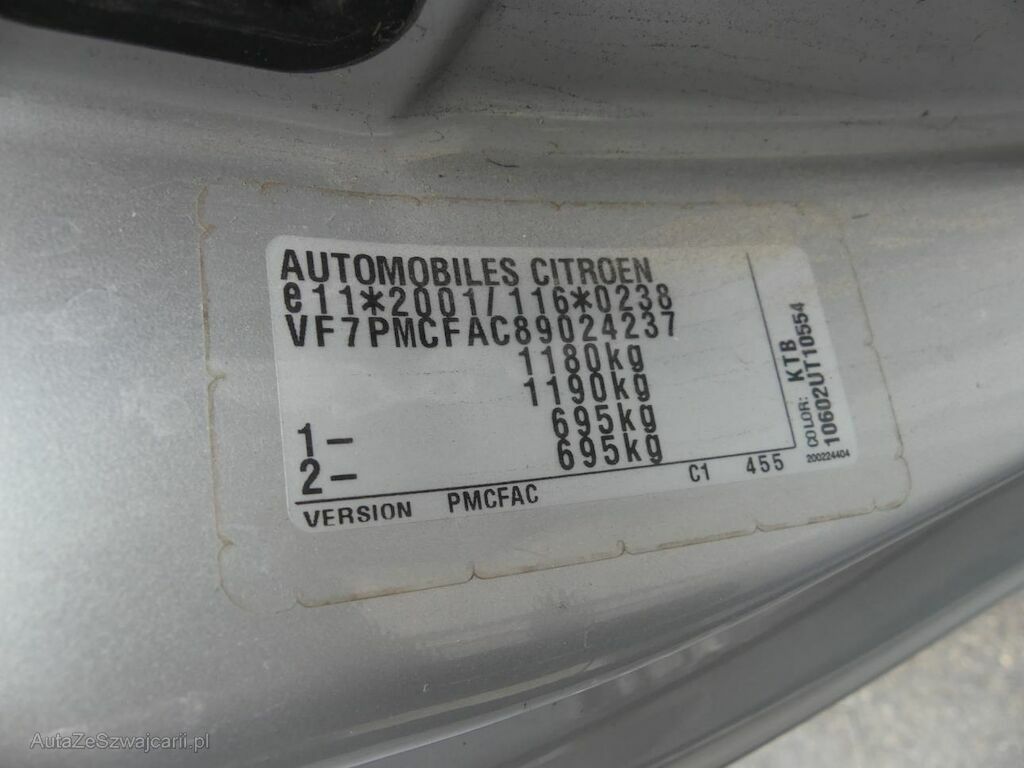 AUTOMOBILES CITROEN
e11*2001/116*0238
VF7PMCFAC89024237
1180kg
1190kg
1- 695kg
2- 695kg
VERSION PMCFAC C1 455
COLOR: KTB
10602UT10554
200224404
AutaZeSzwajcarii.pl